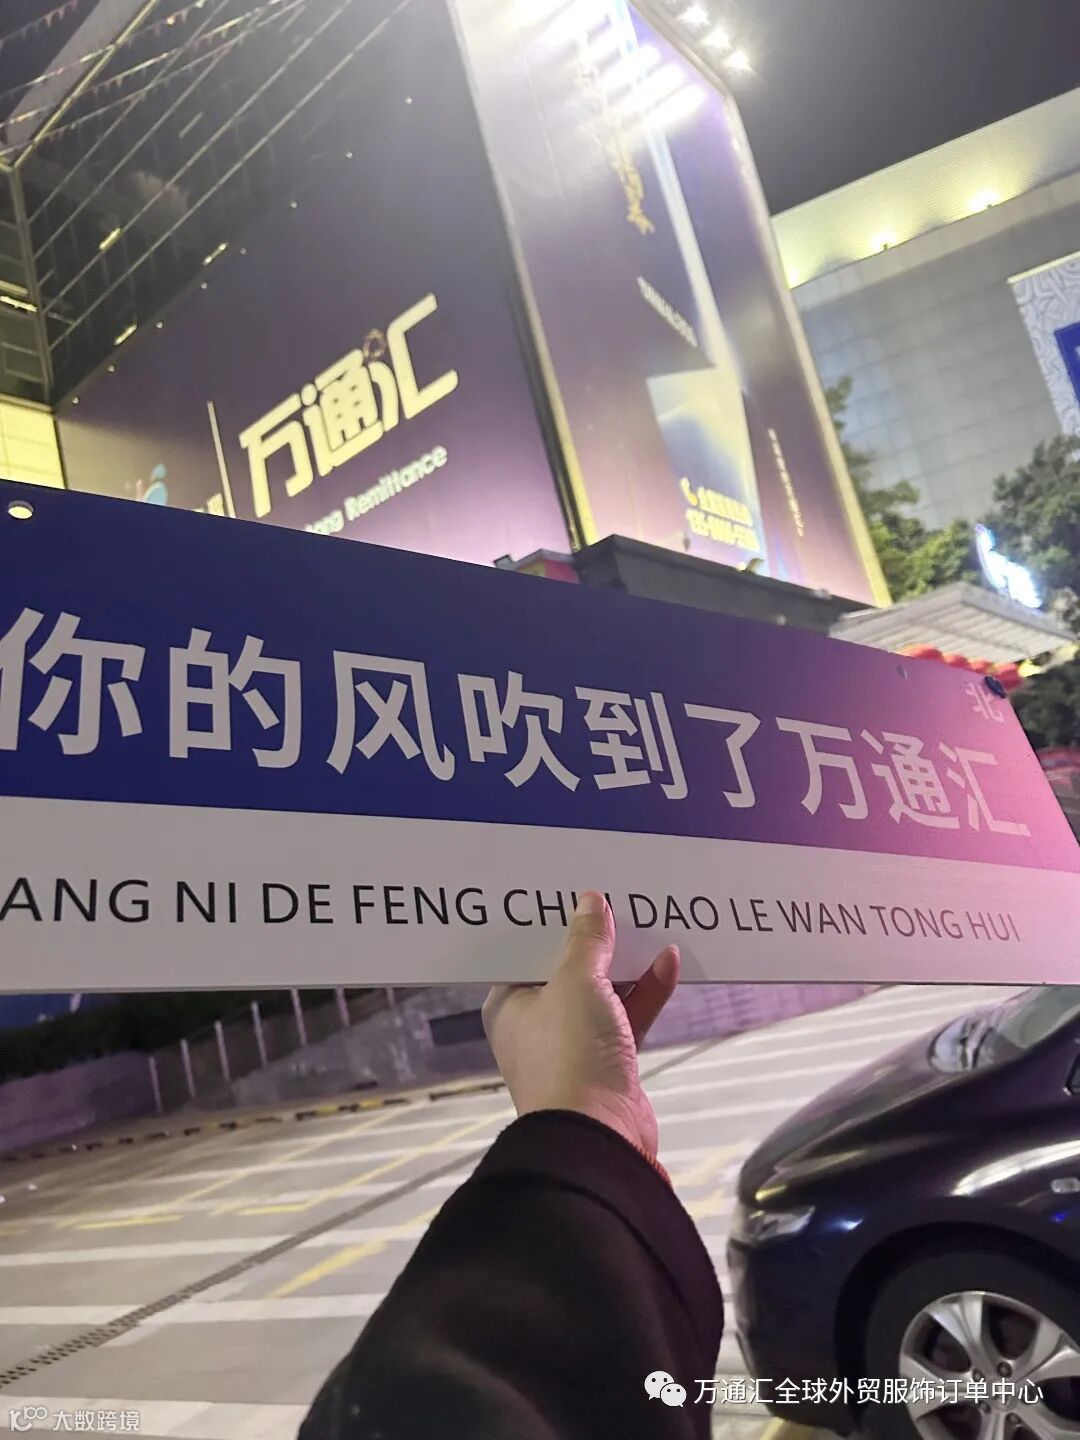 万通汇
Remittance
你的风吹到了万通汇
北
ANG NI DE FENG CHUI DAO LE WAN TONG HUI
万通汇全球外贸服饰订单中心
大数跨境